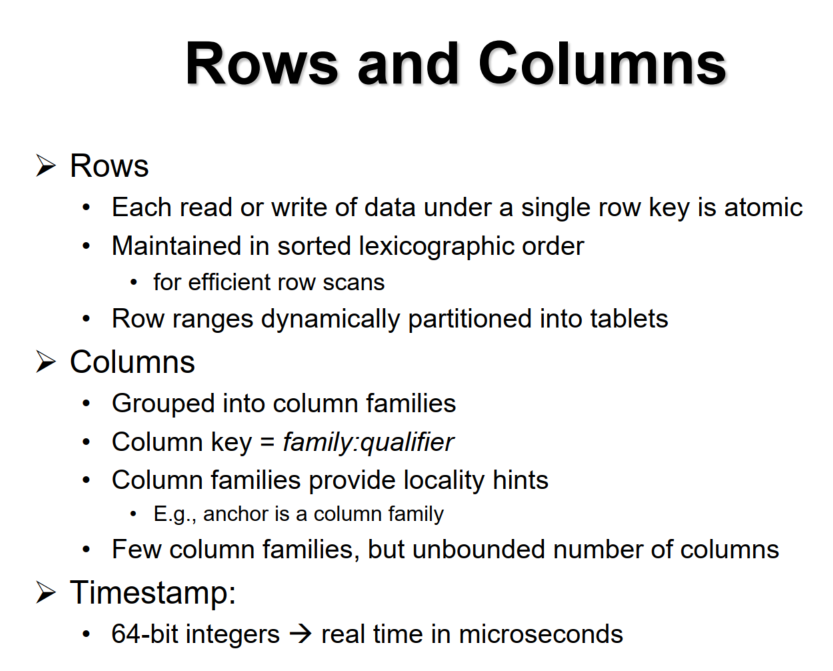 Rows and Columns
➢ Rows
• Each read or write of data under a single row key is atomic
• Maintained in sorted lexicographic order
• for efficient row scans
• Row ranges dynamically partitioned into tablets
➢ Columns
• Grouped into column families
• Column key = family:qualifier
• Column families provide locality hints
• E.g., anchor is a column family
• Few column families, but unbounded number of columns
➢ Timestamp:
• 64-bit integers → real time in microseconds